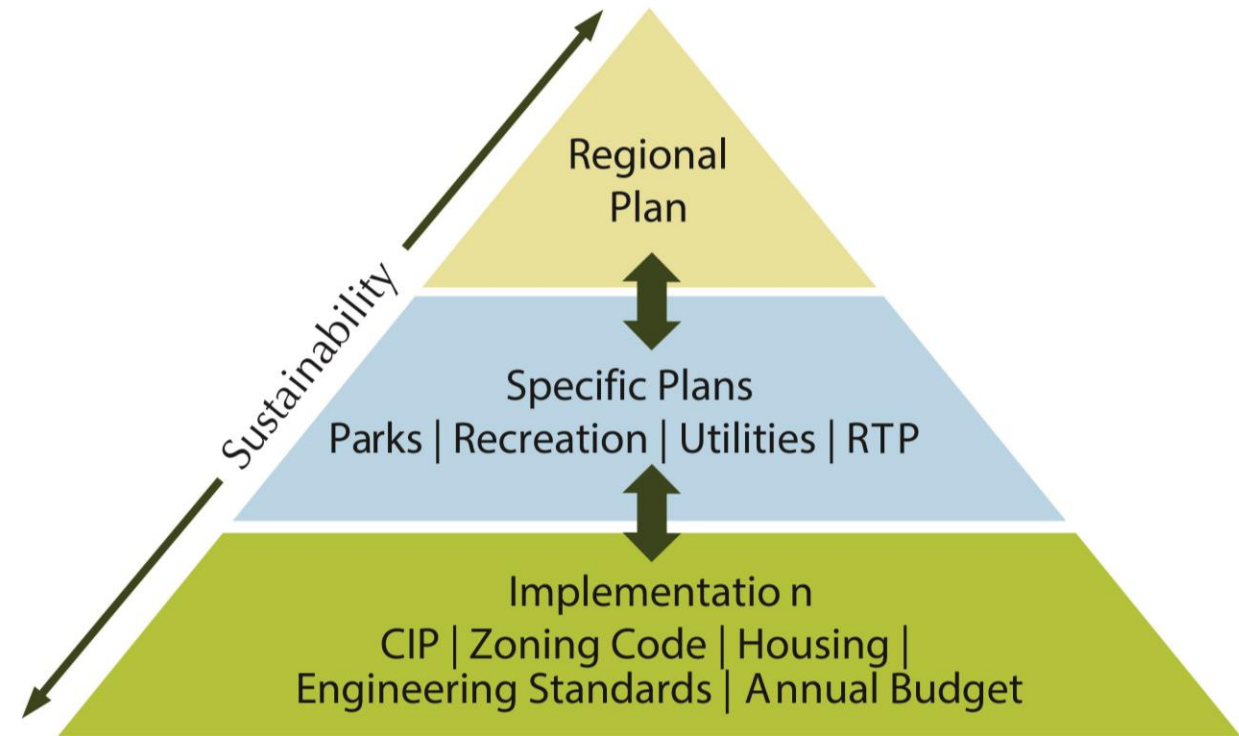 Regional
Plan
Sustainability
Specific Plans
Parks | Recreation | Utilities | RTP
Implementatio n
CIP | Zoning Code | Housing |
Engineering Standards | Annual Budget